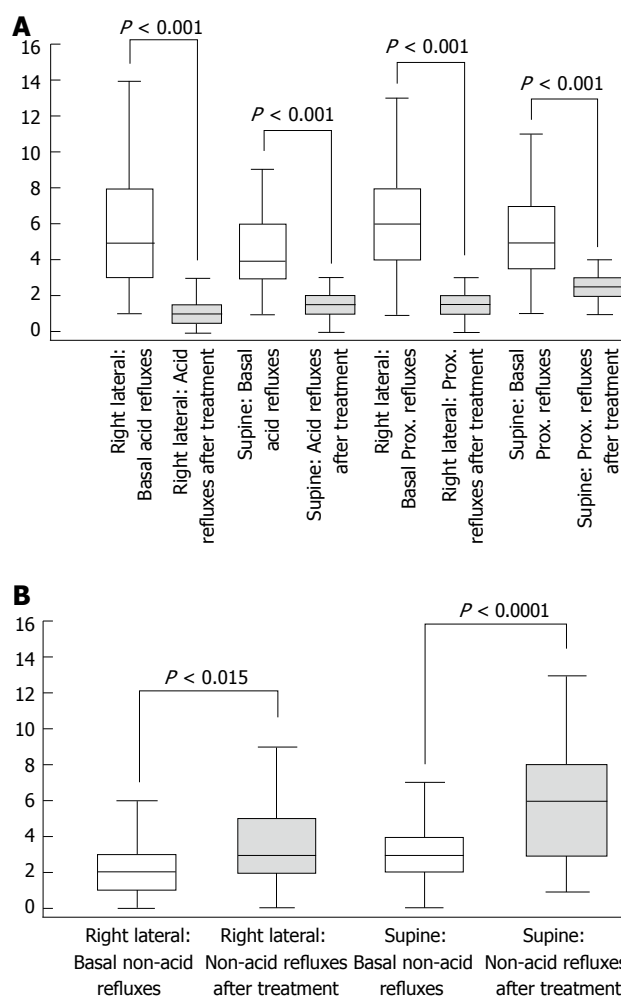 A
P < 0.001
P < 0.001
P < 0.001
P < 0.001
16
14
12
10
8
6
4
2
0
Right lateral:
Basal acid refluxes
Right lateral: Acid
refluxes after treatment
Supine: Basal
acid refluxes
Supine: Acid refluxes
after treatment
Right lateral:
Basal Prox. refluxes
Right lateral: Prox.
refluxes after treatment
Supine: Basal
Prox. refluxes
Supine: Prox. refluxes
after treatment
B
P < 0.015
P < 0.0001
16
14
12
10
8
6
4
2
0
Right lateral:
Basal non-acid
refluxes
Right lateral:
Non-acid refluxes
after treatment
Supine:
Basal non-acid
refluxes
Supine:
Non-acid refluxes
after treatment